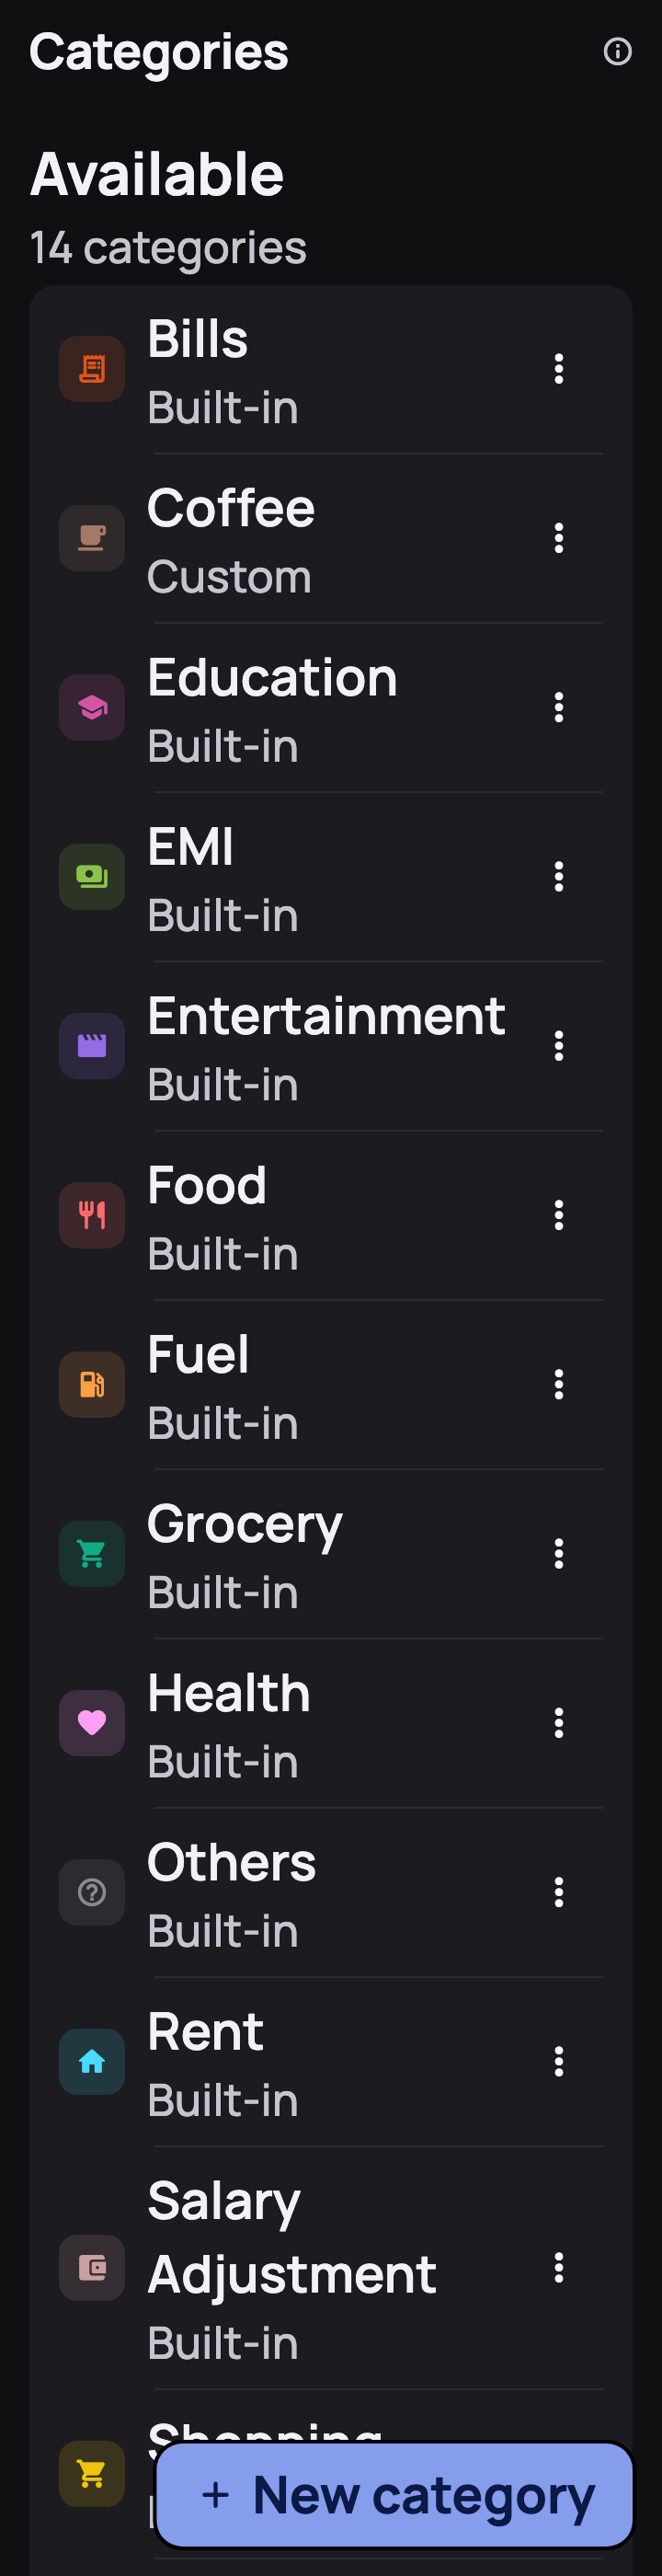 Categories
Available
14 categories
Bills
Built-in
Coffee
Custom
Education
Built-in
EMI
Built-in
Entertainment
Built-in
Food
Built-in
Fuel
Built-in
Grocery
Built-in
Health
Built-in
Others
Built-in
Rent
Built-in
Salary
Adjustment
Built-in
Shopping
+ New category